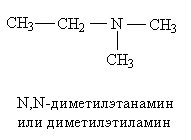 CH₃—CH₂—N—CH₃
CH₃
N,N-диметилэтанамин
или диметилэтиламин